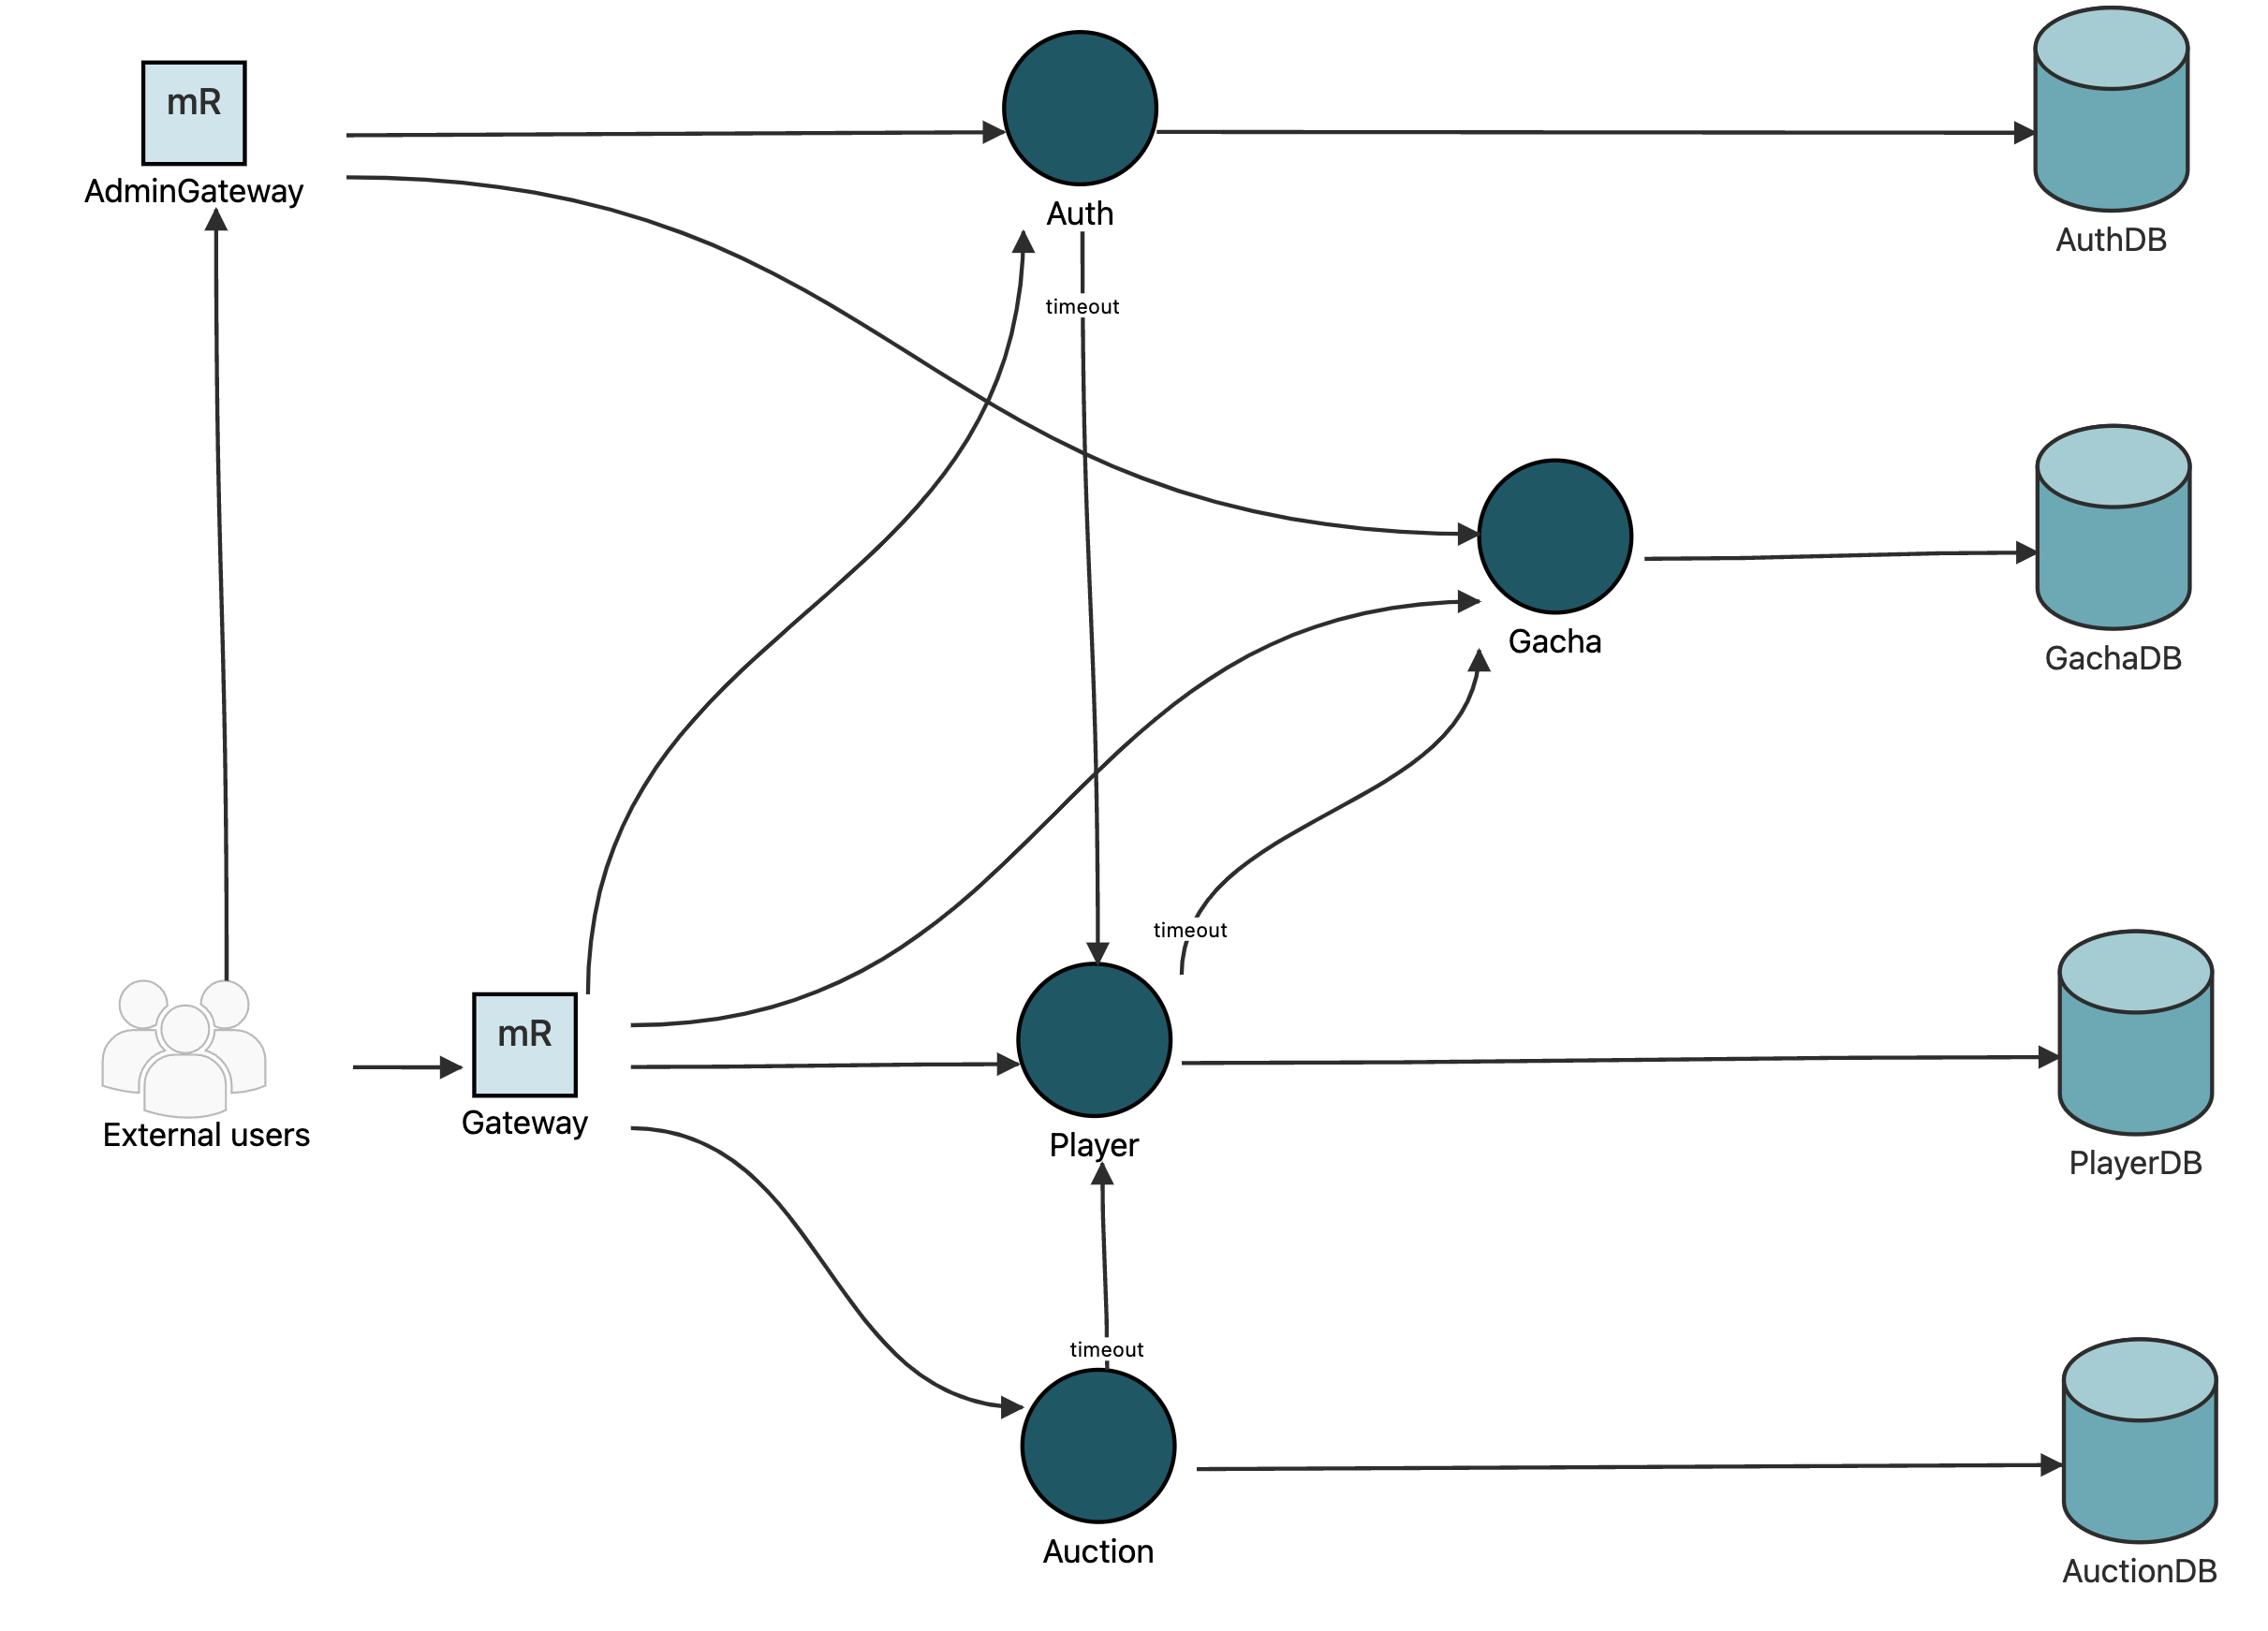 mR
AdminGateway
Auth
AuthDB
timeout
Gacha
GachaDB
timeout
mR
Gateway
External users
Player
PlayerDB
timeout
Auction
AuctionDB